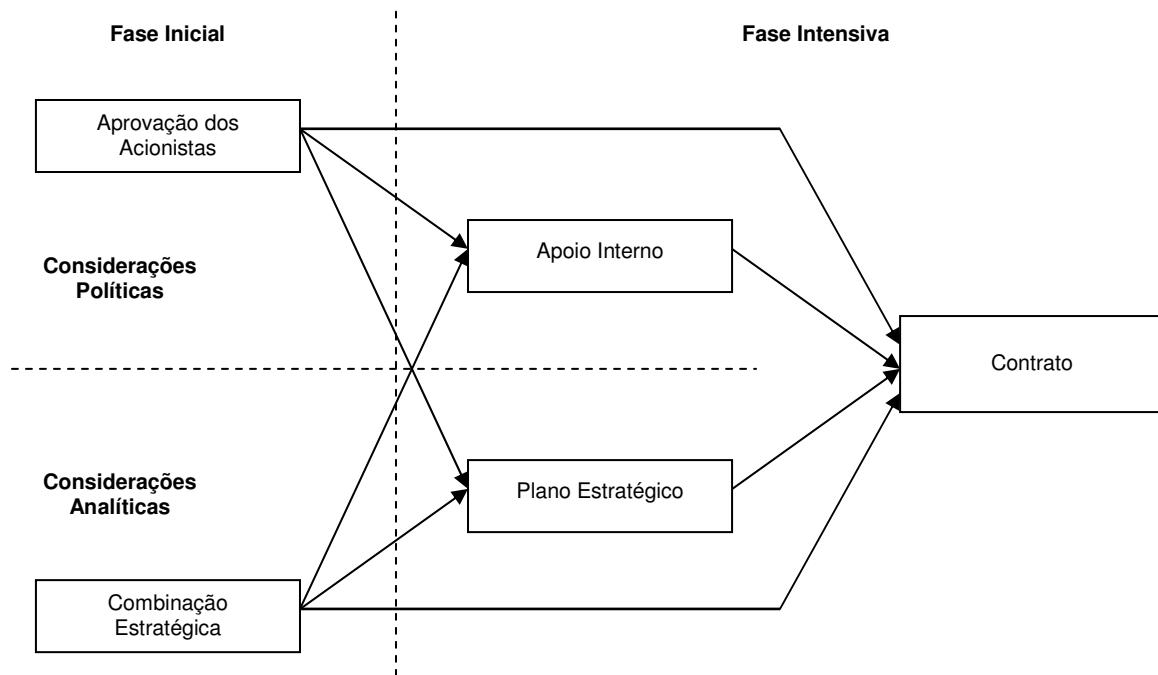 Fase Inicial
Fase Intensiva
Aprovação dos
Acionistas
Apoio Interno
Considerações
Políticas
Contrato
Considerações
Analíticas
Plano Estratégico
Combinação
Estratégica